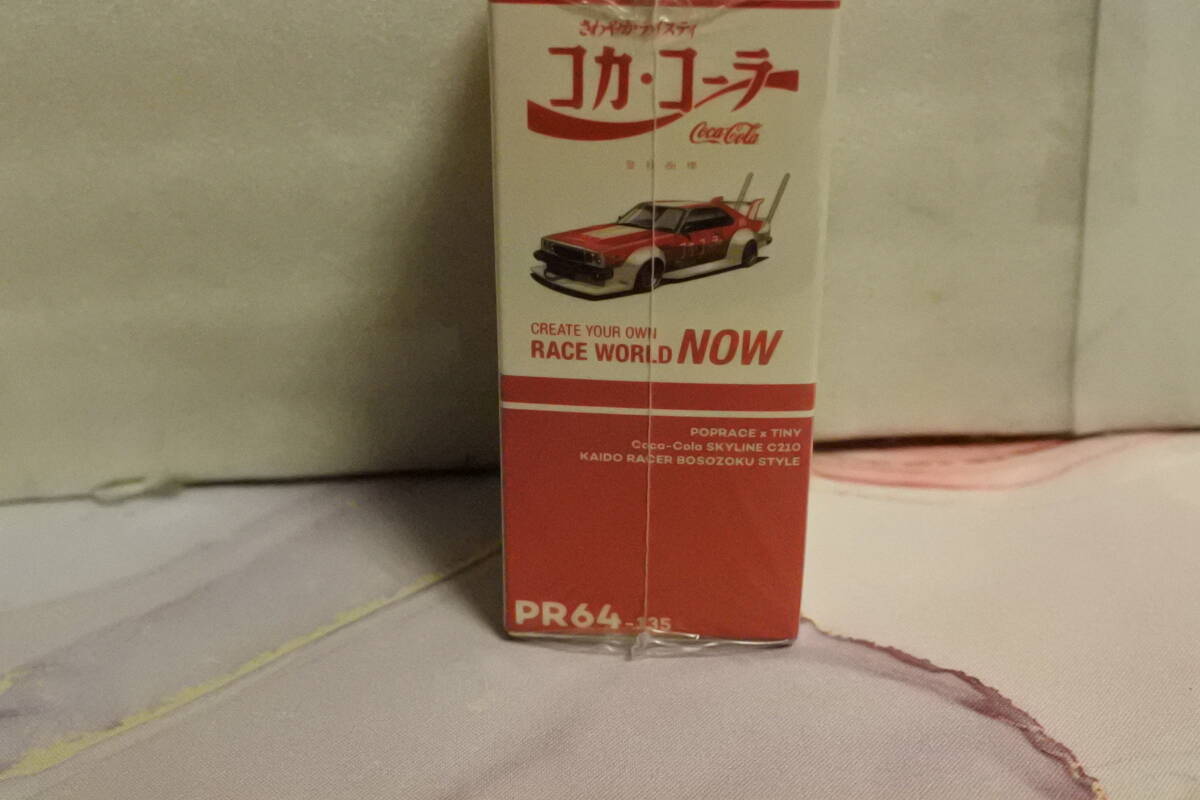 さわやかテイスティ
コカ・コーラ
Coca-Cola
CREATE YOUR OWN
RACE WORLD NOW
POPRACE x TINY
Coca-Cola SKYLINE C210
KAIDO RACER BOSOZOKU STYLE
PR64-135